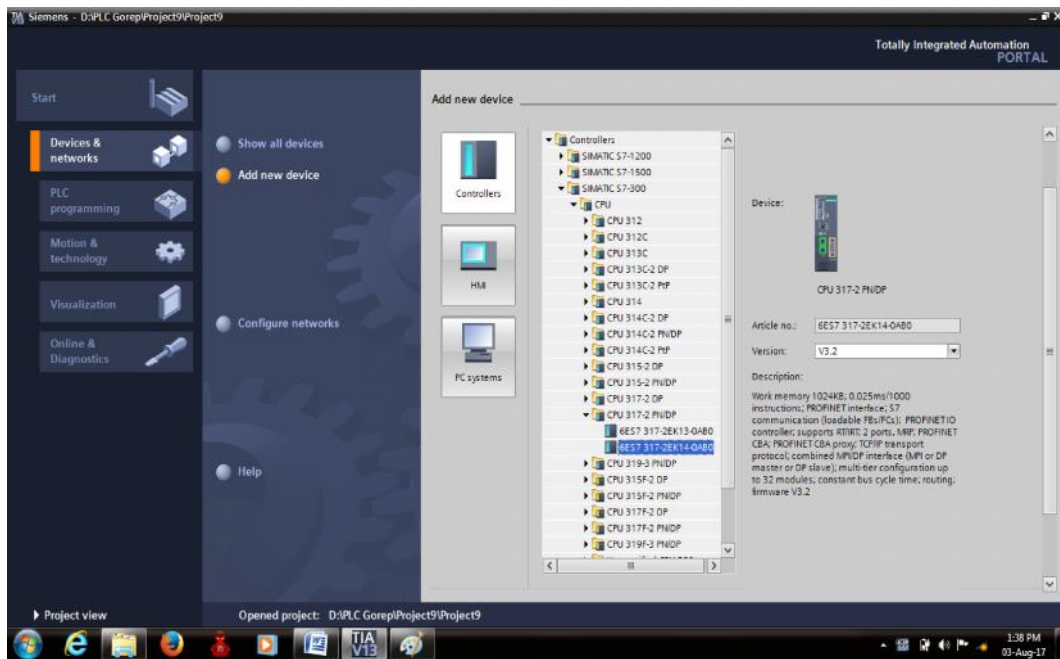 Siemens - D:\PLC Gorep\Project9\Project9
Totally Integrated Automation
PORTAL
Start
Devices &
networks
PLC
programming
Motion &
technology
Visualization
Online &
Diagnostics
Show all devices
Add new device
Configure networks
Help
Add new device
Controllers
HMI
PC systems
Controllers
SIMATIC S7-1200
SIMATIC S7-1500
SIMATIC S7-300
CPU
CPU 312
CPU 312C
CPU 313C
CPU 313C-2 DP
CPU 313C-2 PtP
CPU 314
CPU 314C-2 DP
CPU 314C-2 PN/DP
CPU 314C-2 PtP
CPU 315-2 DP
CPU 315-2 PN/DP
CPU 317-2 DP
CPU 317-2 PN/DP
6ES7 317-2EK13-0AB0
6ES7 317-2EK14-0AB0
CPU 319-3 PN/DP
CPU 315F-2 DP
CPU 315F-2 PN/DP
CPU 317F-2 DP
CPU 317F-2 PN/DP
CPU 319F-3 PN/DP
Device:
CPU 317-2 PN/DP
Article no.: 6ES7 317-2EK14-0AB0
Version: V3.2
Description:
Work memory 1024KB; 0.025ms/1000
instructions; PROFINET interface; S7
communication (loadable FBs/FCs); PROFINET IO
controller; supports RT/IRT; 2 ports, MRP, PROFINET
CBA; PROFINET CBA proxy; TCP/IP transport
protocol; combined MPI/DP interface (MPI or DP
master or DP slave); multi-tier configuration up
to 32 modules; constant bus cycle time; routing;
firmware V3.2
Project view
Opened project: D:\PLC Gorep\Project9\Project9
TIA
V13
1:38 PM
03-Aug-17